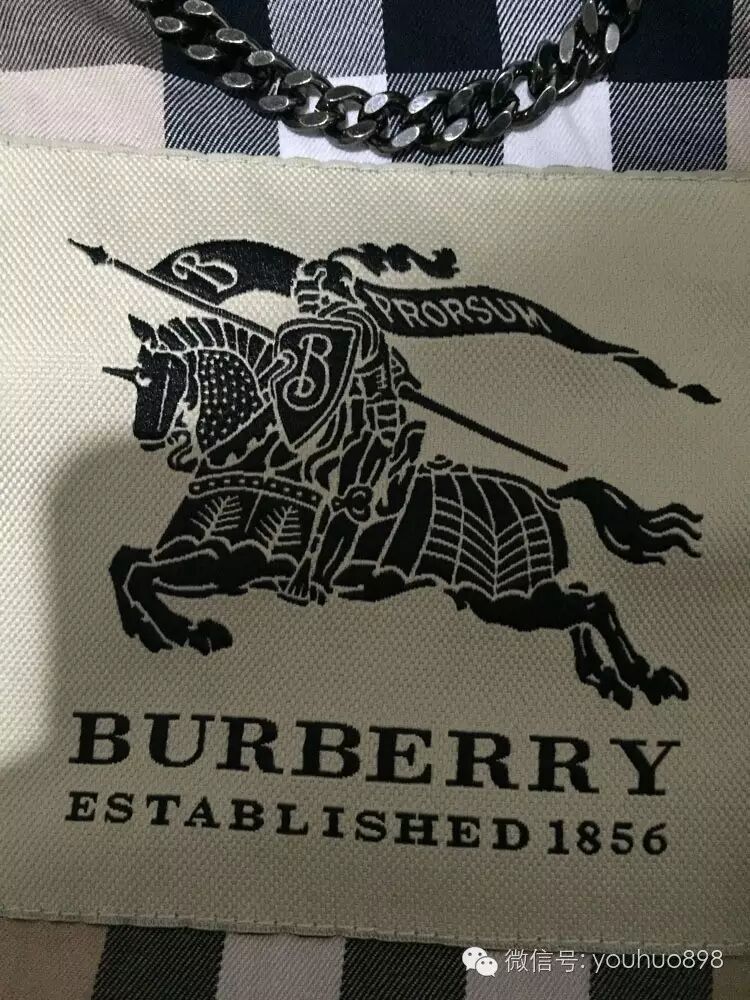 B
PRORSUM
B
BURBERRY
ESTABLISHED 1856
微信号: youhuo898